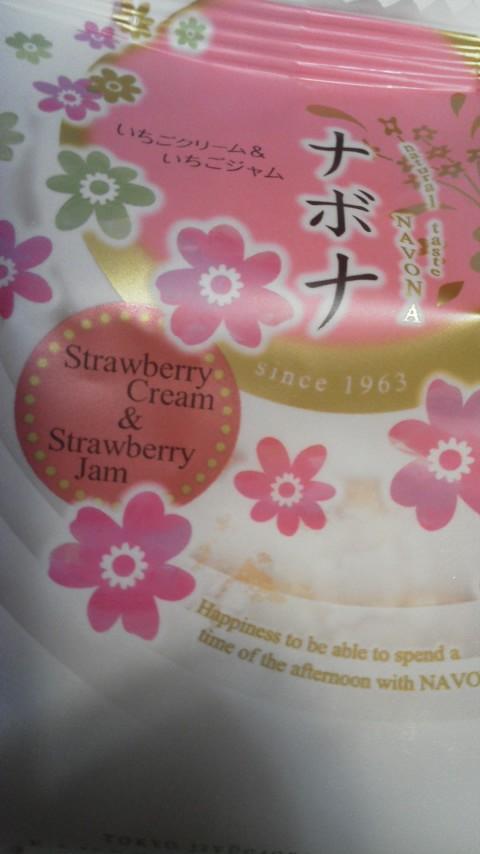 いちごクリーム&
いちごジャム
ナボナ
natural taste
NAVONA
since 1963
Strawberry
Cream
&
Strawberry
Jam
Happiness to be able to spend a
time of the afternoon with NAVO